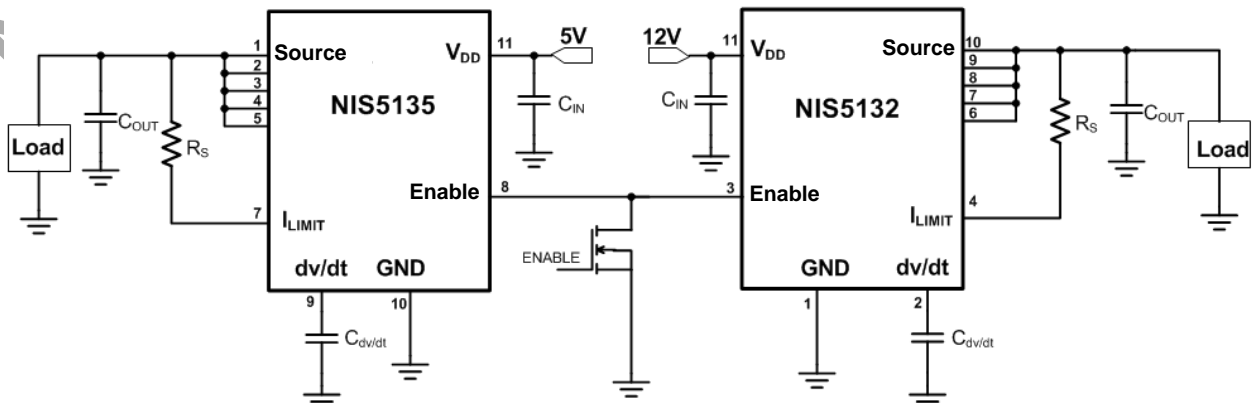 1 Source
2
3
4
5
V_DD 11
5V
C_IN
NIS5135
C_OUT
Load
R_S
Enable 8
7 I_LIMIT
dv/dt
GND
9
10
C_dv/dt
ENABLE
12V
11 V_DD
C_IN
Source 10
9
8
7
6
NIS5132
R_S
C_OUT
Load
3 Enable
4
I_LIMIT
GND
dv/dt
1
2
C_dv/dt